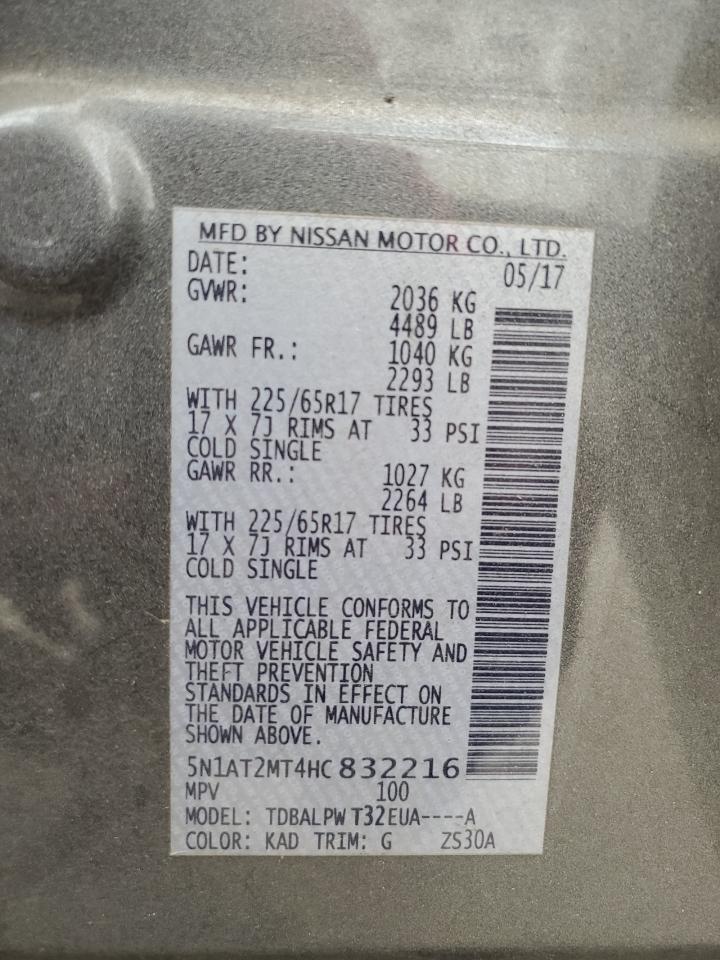 MFD BY NISSAN MOTOR CO., LTD.
DATE: 05/17
GVWR: 2036 KG
4489 LB
GAWR FR.: 1040 KG
2293 LB
WITH 225/65R17 TIRES
17 X 7J RIMS AT 33 PSI
COLD SINGLE
GAWR RR.: 1027 KG
2264 LB
WITH 225/65R17 TIRES
17 X 7J RIMS AT 33 PSI
COLD SINGLE
THIS VEHICLE CONFORMS TO
ALL APPLICABLE FEDERAL
MOTOR VEHICLE SAFETY AND
THEFT PREVENTION
STANDARDS IN EFFECT ON
THE DATE OF MANUFACTURE
SHOWN ABOVE.
5N1AT2MT4HC832216
MPV 100
MODEL: TDBALPWT32EUA----A
COLOR: KAD TRIM: G ZS30A